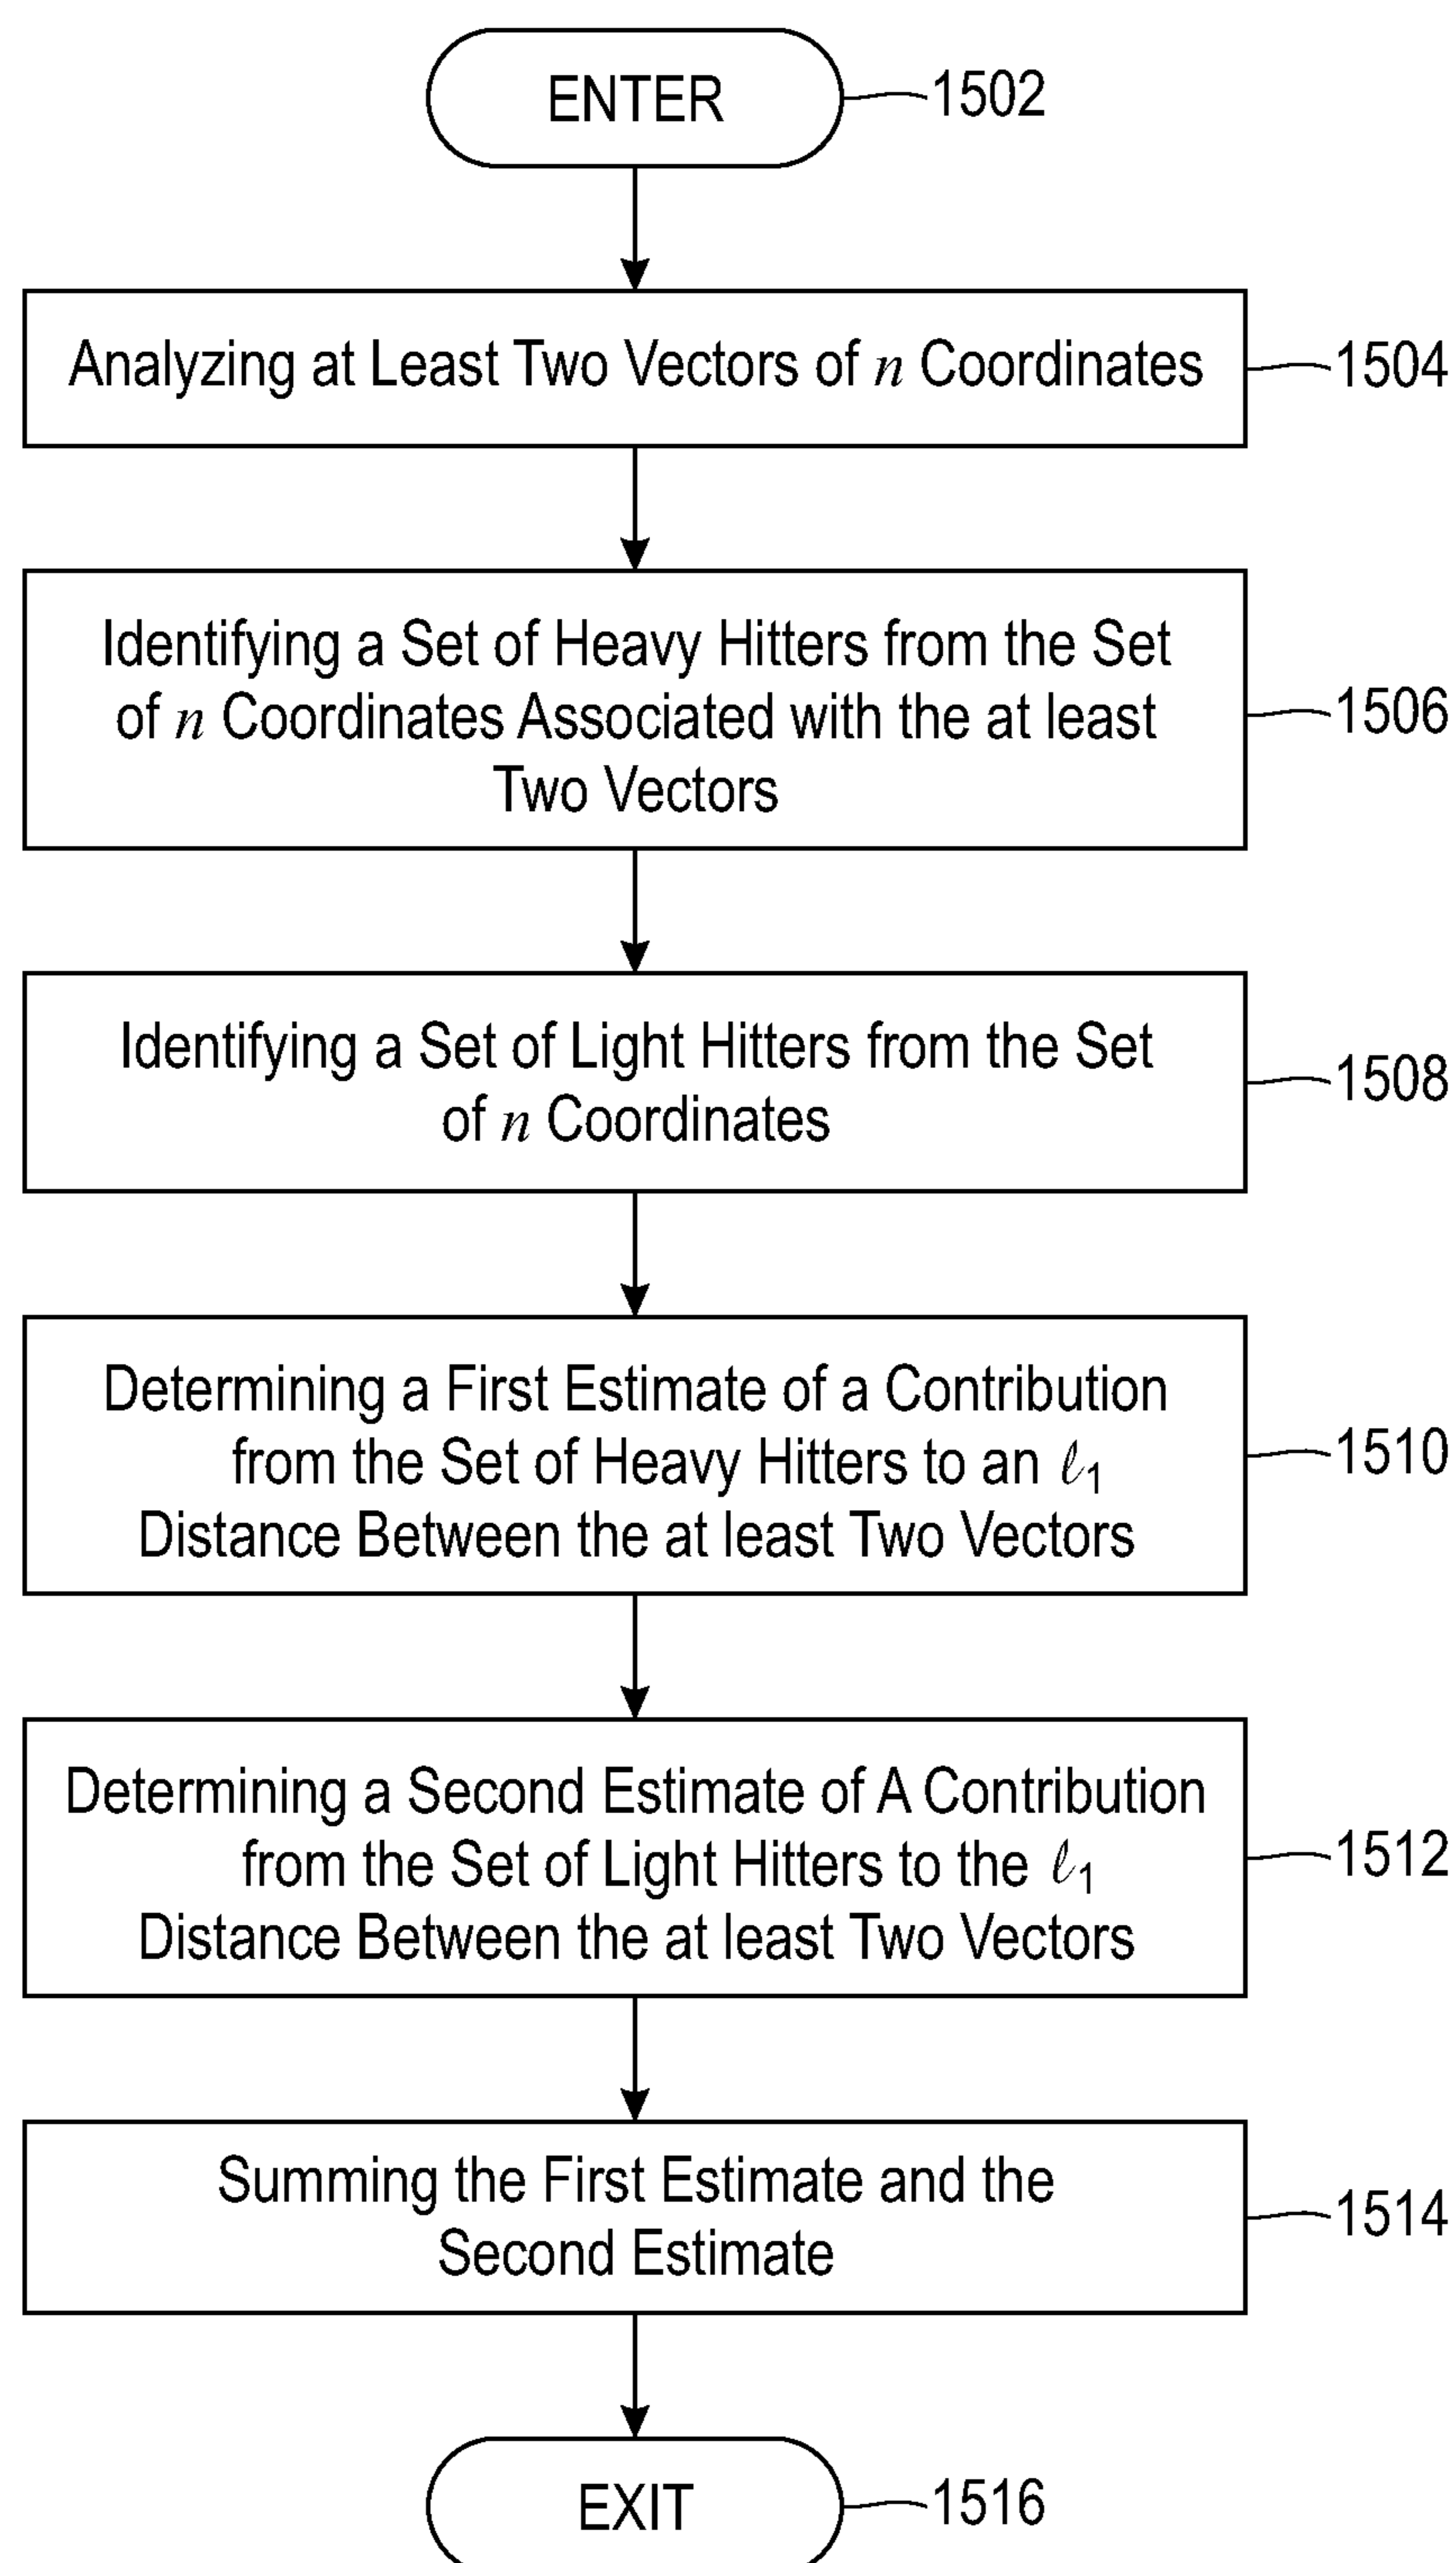 ENTER
1502
Analyzing at Least Two Vectors of n Coordinates
1504
Identifying a Set of Heavy Hitters from the Set
of n Coordinates Associated with the at least
Two Vectors
1506
Identifying a Set of Light Hitters from the Set
of n Coordinates
1508
Determining a First Estimate of a Contribution
from the Set of Heavy Hitters to an ℓ₁
Distance Between the at least Two Vectors
1510
Determining a Second Estimate of A Contribution
from the Set of Light Hitters to the ℓ₁
Distance Between the at least Two Vectors
1512
Summing the First Estimate and the
Second Estimate
1514
EXIT
1516